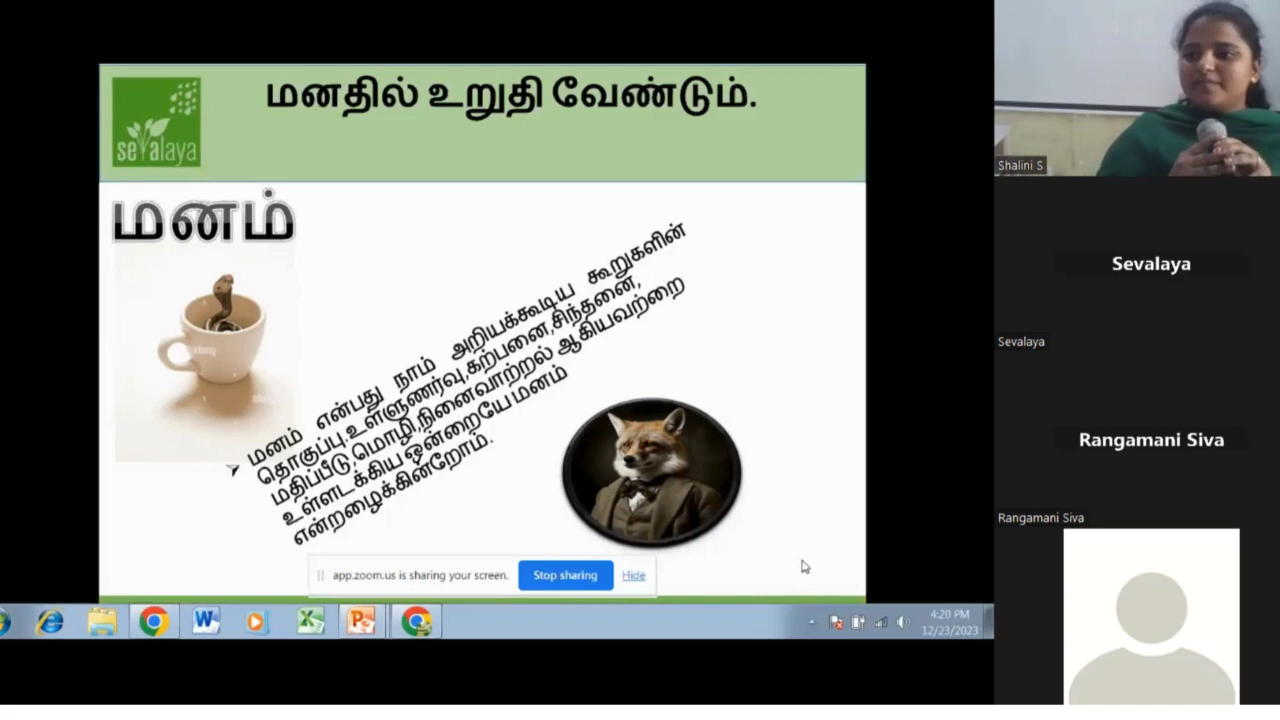 மனதில் உறுதி வேண்டும்.
sevalaya
மனம்
மனம் என்பது நாம் அறியக்கூடிய கூறுகளின்
தொகுப்பு.உள்ளுணர்வு,கற்பனை,சிந்தனை,
மதிப்பீடு,மொழி,நினைவாற்றல் ஆகியவற்றை
உள்ளடக்கிய ஒன்றையே மனம்
என்றழைக்கின்றோம்.
app.zoom.us is sharing your screen.
Stop sharing
Hide
4:20 PM
12/23/2023
Shalini S
Sevalaya
Sevalaya
Rangamani Siva
Rangamani Siva